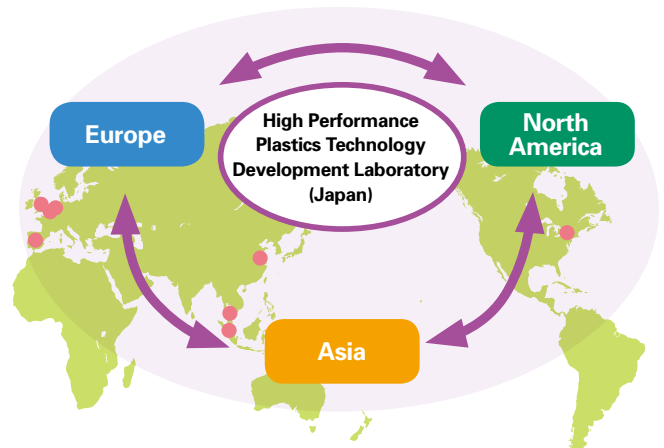 High Performance
Plastics Technology
Development Laboratory
(Japan)
Europe
North
America
Asia